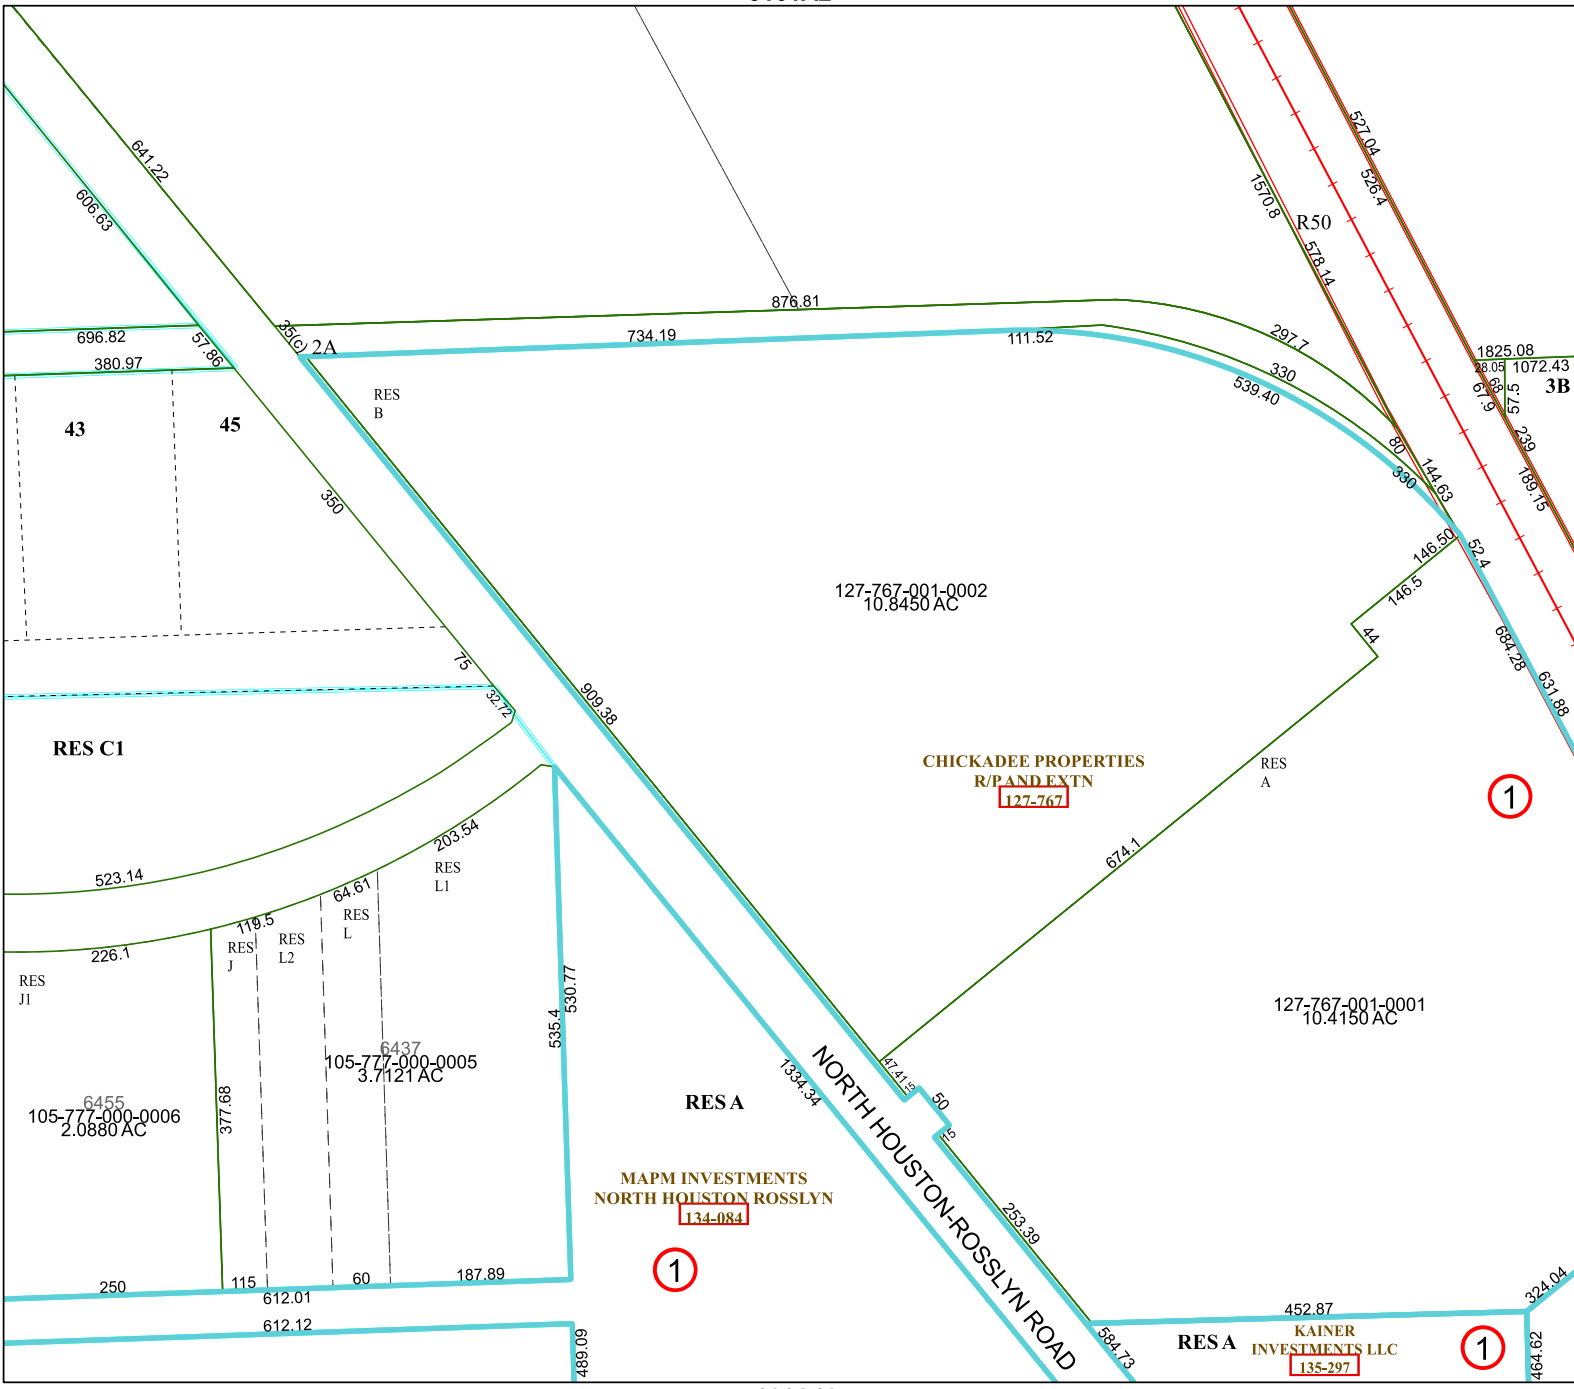 641.22
606.63
527.04
526.4
1570.8
R50
578.14
876.81
297.7
696.82
57.86
35(c)
2A
734.19
111.52
330
539.40
1825.08
28.05
1072.43
380.97
68
67.9
57.5
3B
RES
B
43
45
80
144.63
330
239
189.15
350
146.50
52.4
146.5
127-767-001-0002
10.8450 AC
44
684.28
631.88
75
32.72
909.38
RES C1
CHICKADEE PROPERTIES
R/P AND EXTN
127-767
RES
A
1
674.1
203.54
523.14
64.61
RES
L1
119.5
RES
L
226.1
RES
J
RES
L2
RES
J1
530.77
535.4
127-767-001-0001
10.4150 AC
6437
105-777-000-0005
3.7121 AC
6455
105-777-000-0006
2.0880 AC
377.68
1334.34
47.41
15
50
15
RES A
NORTH HOUSTON-ROSSLYN ROAD
MAPM INVESTMENTS
NORTH HOUSTON ROSSLYN
134-084
1
253.39
250
115
60
187.89
612.01
612.12
489.09
452.87
324.04
584.73
RES A
KAINER
INVESTMENTS LLC
135-297
1
464.62